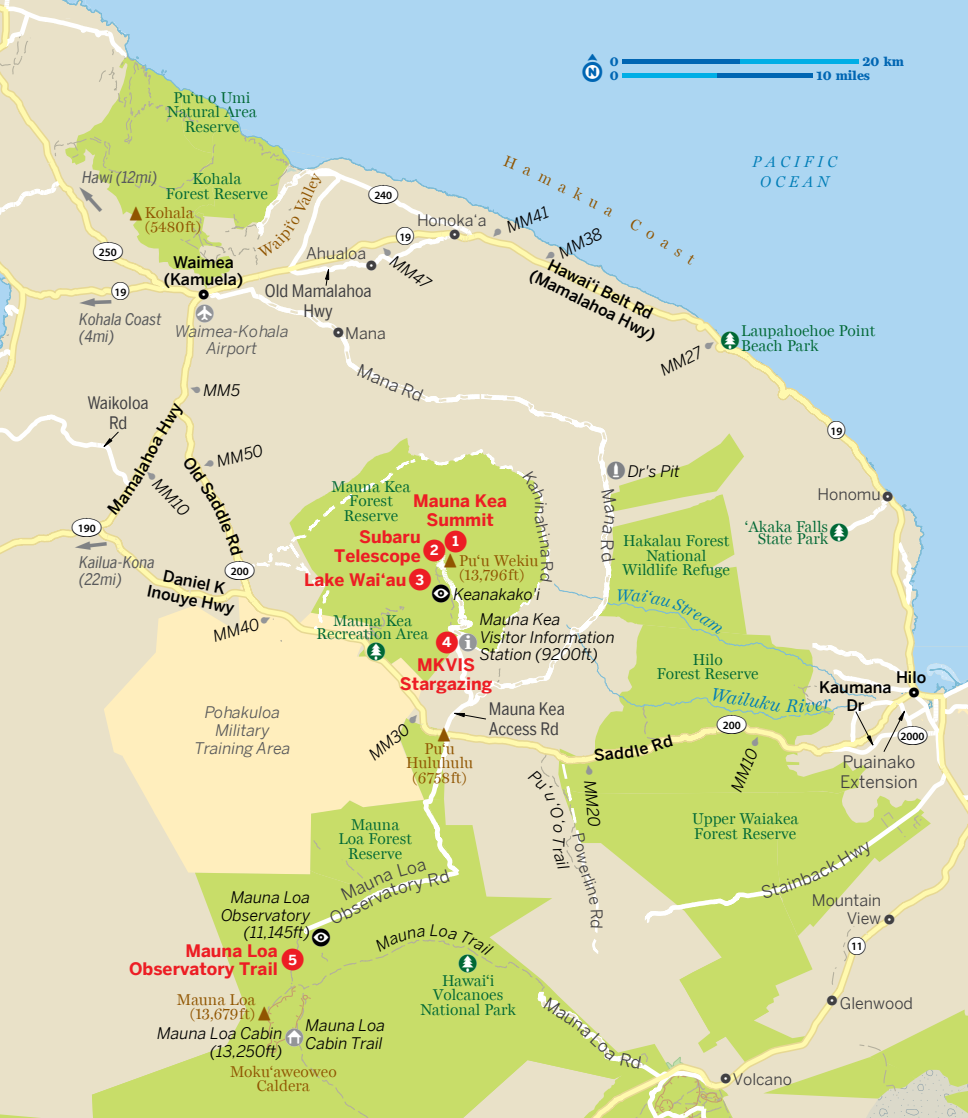 0 20 km
N
0 10 miles
Pu‘u o Umi
Natural Area
Reserve
PACIFIC
OCEAN
Hamakua Coast
Hawi (12mi)
Kohala
Forest Reserve
Waipi‘o Valley
240
Kohala
(5480ft)
Honoka‘a
MM41
19
MM38
250
Ahualoa
MM47
Waimea
(Kamuela)
Hawai‘i Belt Rd
(Mamalahoa Hwy)
19
Old Mamalahoa
Hwy
Kohala Coast
(4mi)
Waimea-Kohala
Airport
Mana
Laupahoehoe Point
Beach Park
MM27
Mana Rd
MM5
Waikoloa
Rd
Mamalahoa Hwy
19
MM50
Old Saddle Rd
MM10
Dr's Pit
Kahinahina Rd
Mana Rd
Mauna Kea
Forest
Reserve
Mauna Kea
Summit
Honomu
190
Subaru
Telescope
2
1
‘Akaka Falls
State Park
Hakalau Forest
National
Wildlife Refuge
Kailua-Kona
(22mi)
Pu‘u Wekiu
(13,796ft)
200
Lake Wai‘au
3
Daniel K
Inouye Hwy
Keanakako‘i
Wai‘au Stream
MM40
Mauna Kea
Recreation Area
Mauna Kea
Visitor Information
Station (9200ft)
4
i
MKVIS
Stargazing
Hilo
Forest Reserve
Hilo
Kaumana
Dr
Wailuku River
Pohakuloa
Military
Training Area
Mauna Kea
Access Rd
MM30
200
2000
Saddle Rd
Pu‘u
Huluhulu
(6758ft)
MM10
Puainako
Extension
MM20
Pu‘u ‘O‘o Trail
Powerline Rd
Mauna
Loa Forest
Reserve
Upper Waiakea
Forest Reserve
Mauna Loa
Observatory Rd
Stainback Hwy
Mauna Loa
Observatory
(11,145ft)
Mountain
View
Mauna Loa Trail
Mauna Loa
Observatory Trail
5
11
Hawai‘i
Volcanoes
National Park
Mauna Loa
(13,679ft)
Glenwood
Mauna Loa Cabin
(13,250ft)
Mauna Loa
Cabin Trail
Mauna Loa Rd
Moku‘aweoweo
Caldera
Volcano